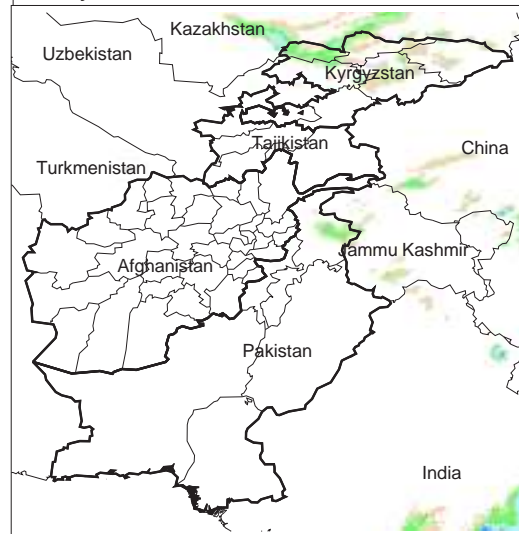 Kazakhstan
Uzbekistan
Kyrgyzstan
Tajikistan
China
Turkmenistan
Jammu Kashmir
Afghanistan
Pakistan
India